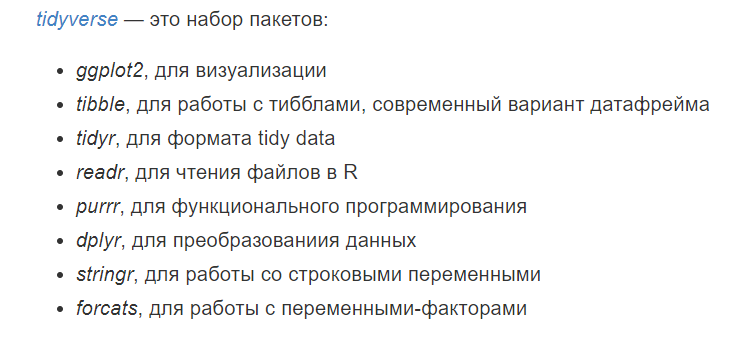 tidyverse — это набор пакетов:
• ggplot2, для визуализации
• tibble, для работы с тибблами, современный вариант датафрейма
• tidyr, для формата tidy data
• readr, для чтения файлов в R
• purrr, для функционального программирования
• dplyr, для преобразованиия данных
• stringr, для работы со строковыми переменными
• forcats, для работы с переменными-факторами